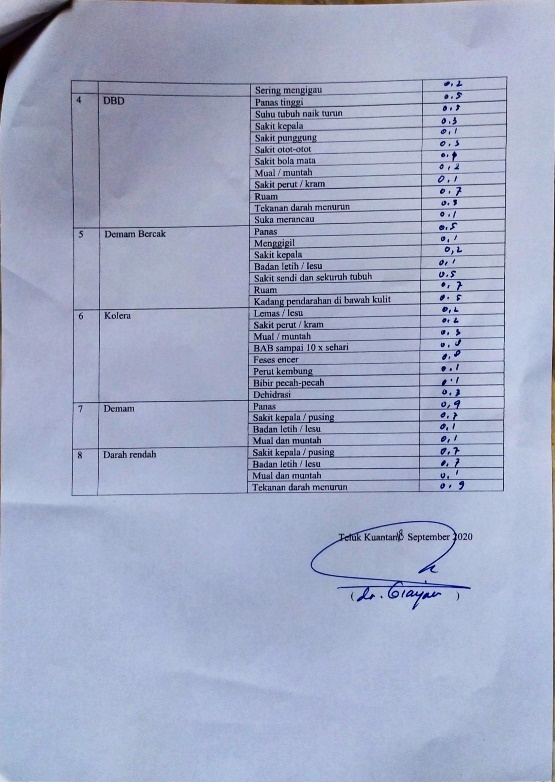 Sering mengigau 0,2
4 DBD Panas tinggi 0,5
Suhu tubuh naik turun
Sakit kepala 0,3
Sakit punggung 0,1
Sakit otot-otot 0,3
Sakit bola mata
Mual / muntah 0,2
Sakit perut / kram 0,1
Ruam 0,7
Tekanan darah menurun 0,3
Suka merancau 0,1
5 Demam Bercak Panas 0,5
Menggigil 0,1
Sakit kepala 0,2
Badan letih / lesu 0,1
Sakit sendi dan sekuruh tubuh 0,5
Ruam 0,7
Kadang pendarahan di bawah kulit 0,5
6 Kolera Lemas / lesu 0,2
Sakit perut / kram 0,2
Mual / muntah 0,3
BAB sampai 10 x sehari 0,8
Feses encer 0,8
Perut kembung 0,1
Bibir pecah-pecah 0,1
Dehidrasi 0,3
7 Demam Panas 0,9
Sakit kepala / pusing 0,7
Badan letih / lesu 0,1
Mual dan muntah 0,1
8 Darah rendah Sakit kepala / pusing 0,7
Badan letih / lesu 0,7
Mual dan muntah 0,1
Tekanan darah menurun 0,9
Teluk Kuantan, September 2020
( dr. )